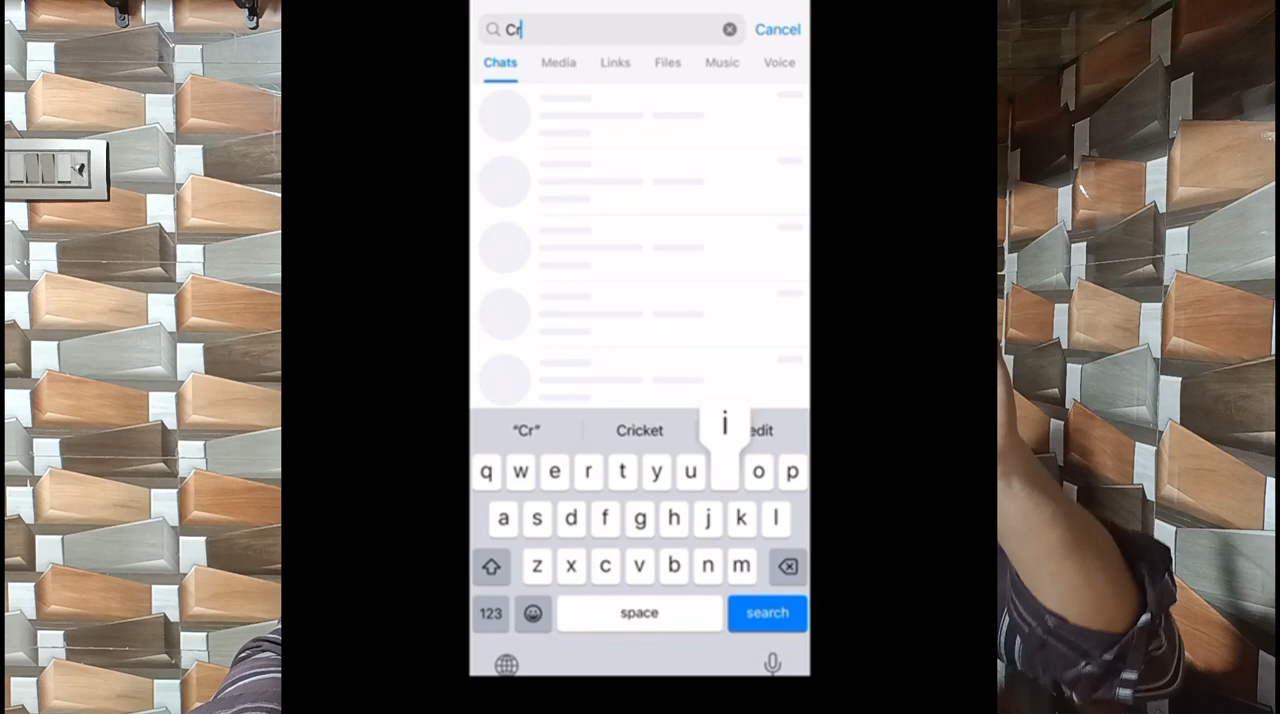 Cr
Cancel
Chats Media Links Files Music Voice
“Cr” Cricket edit
i
q w e r t y u o p
a s d f g h j k l
z x c v b n m
123 space search